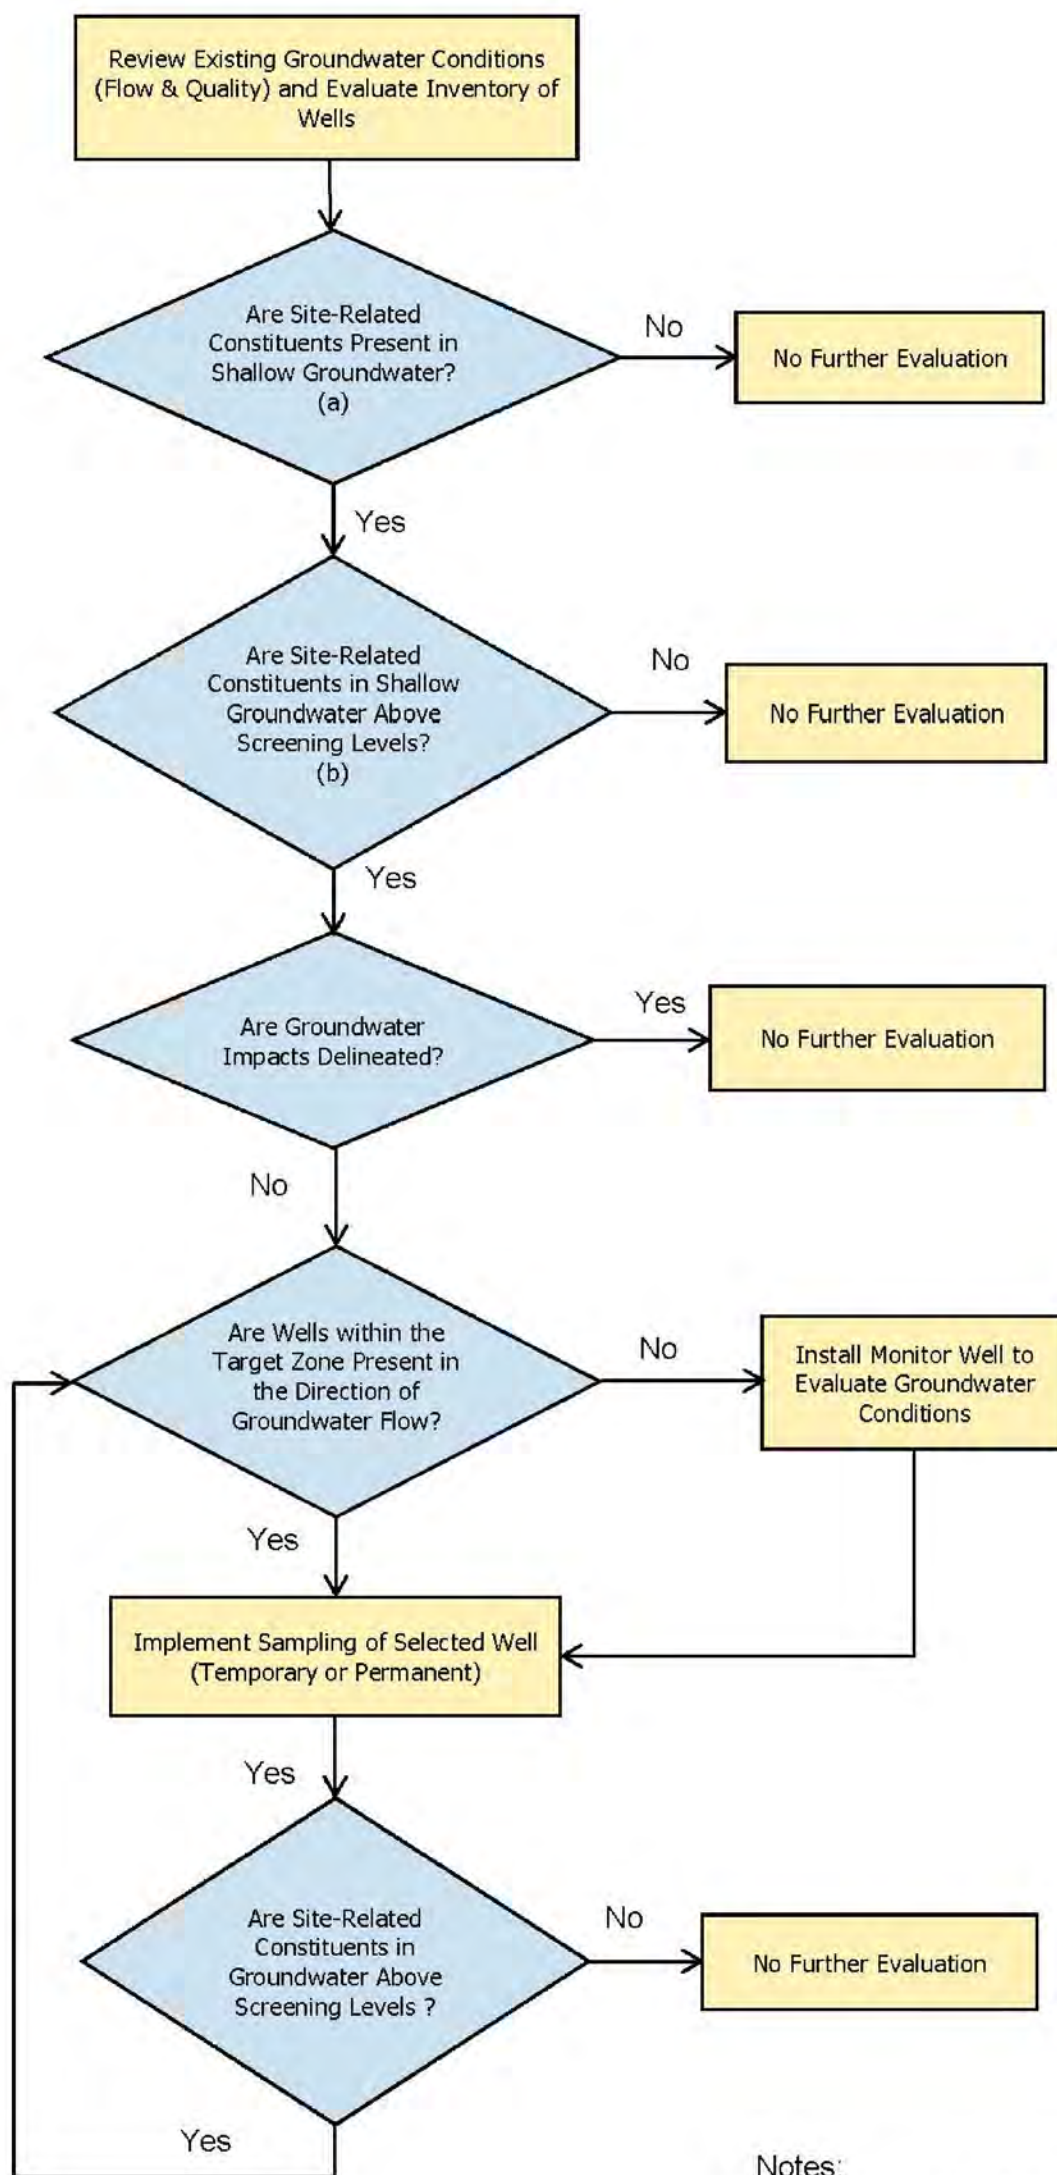 Review Existing Groundwater Conditions
(Flow & Quality) and Evaluate Inventory of
Wells
Are Site-Related
Constituents Present in
Shallow Groundwater?
(a)
No
No Further Evaluation
Yes
Are Site-Related
Constituents in Shallow
Groundwater Above
Screening Levels?
(b)
No
No Further Evaluation
Yes
Are Groundwater
Impacts Delineated?
Yes
No Further Evaluation
No
Are Wells within the
Target Zone Present in
the Direction of
Groundwater Flow?
No
Install Monitor Well to
Evaluate Groundwater
Conditions
Yes
Implement Sampling of Selected Well
(Temporary or Permanent)
Yes
Are Site-Related
Constituents in
Groundwater Above
Screening Levels ?
No
No Further Evaluation
Yes
Notes: